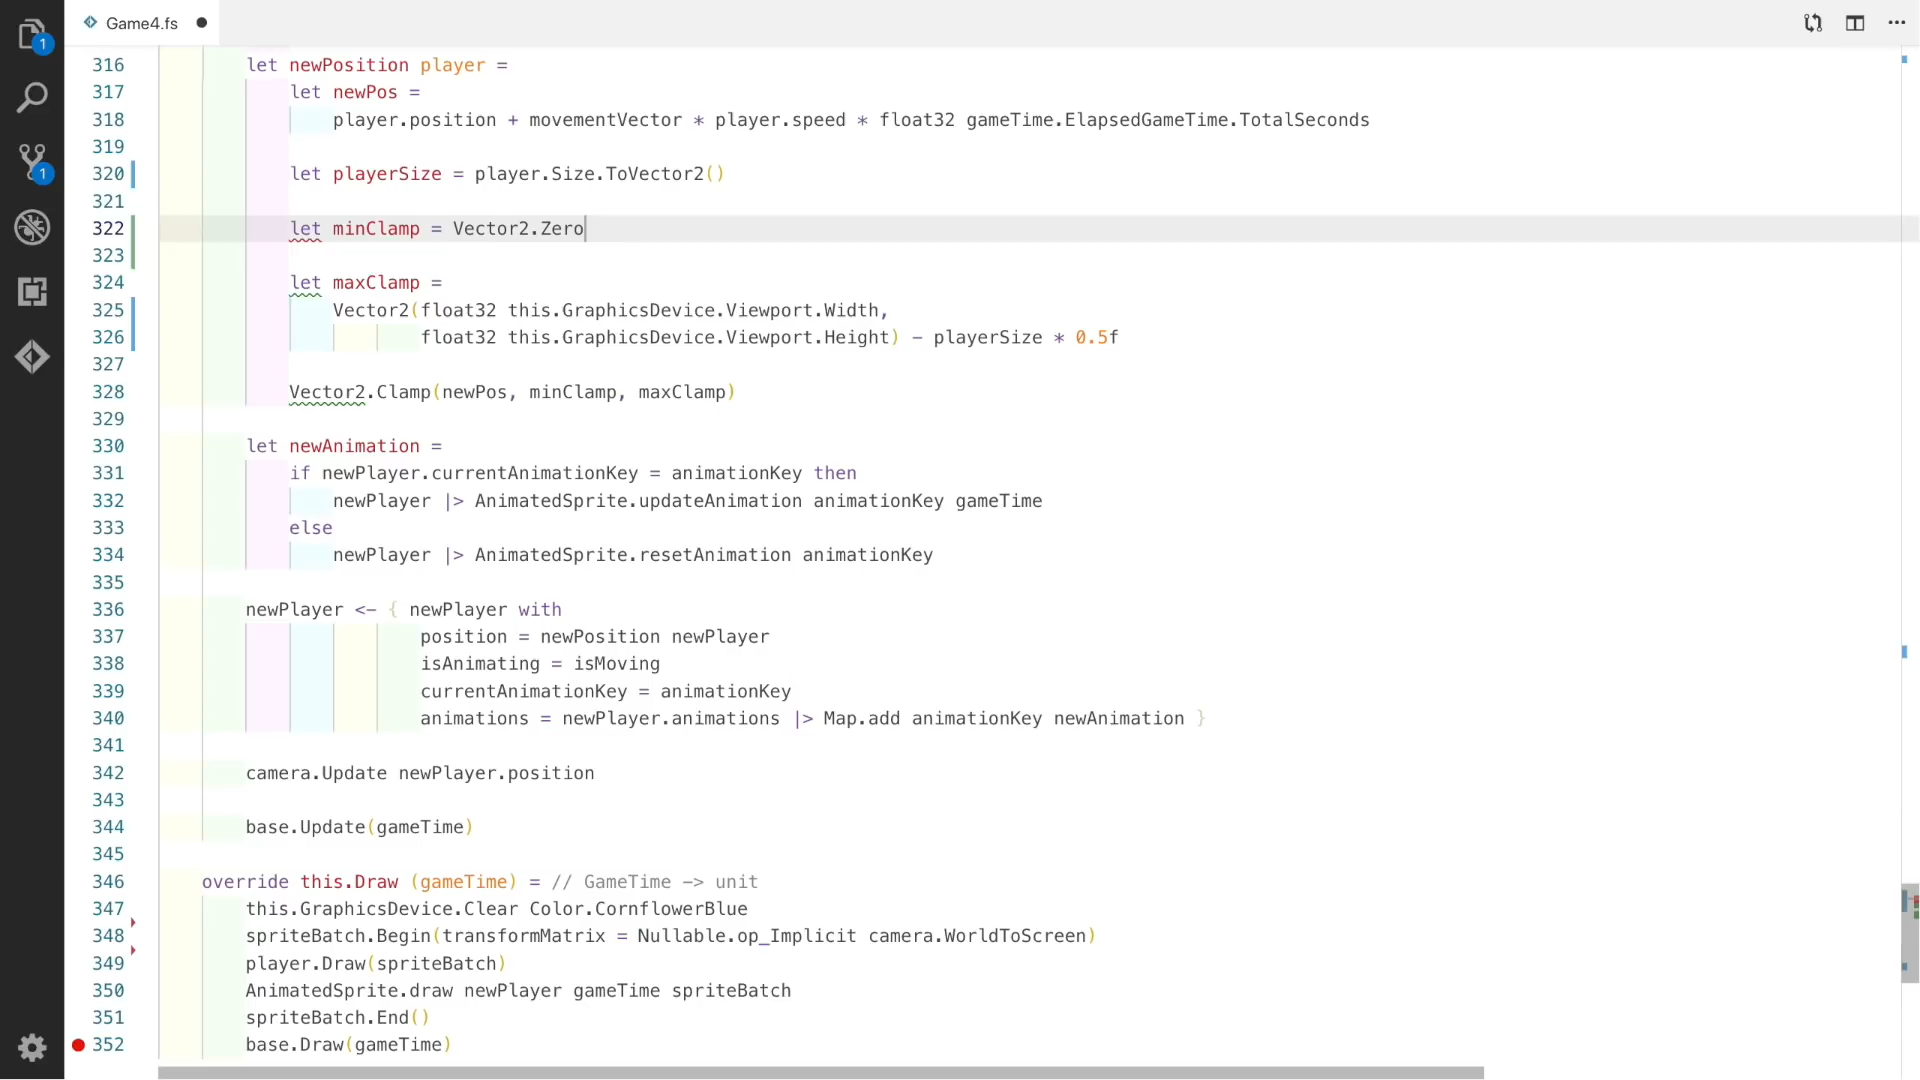 Game4.fs
1
1
316 let newPosition player =
317 let newPos =
318 player.position + movementVector * player.speed * float32 gameTime.ElapsedGameTime.TotalSeconds
319
320 let playerSize = player.Size.ToVector2()
321
322 let minClamp = Vector2.Zero
323
324 let maxClamp =
325 Vector2(float32 this.GraphicsDevice.Viewport.Width,
326 float32 this.GraphicsDevice.Viewport.Height) - playerSize * 0.5f
327
328 Vector2.Clamp(newPos, minClamp, maxClamp)
329
330 let newAnimation =
331 if newPlayer.currentAnimationKey = animationKey then
332 newPlayer |> AnimatedSprite.updateAnimation animationKey gameTime
333 else
334 newPlayer |> AnimatedSprite.resetAnimation animationKey
335
336 newPlayer <- { newPlayer with
337 position = newPosition newPlayer
338 isAnimating = isMoving
339 currentAnimationKey = animationKey
340 animations = newPlayer.animations |> Map.add animationKey newAnimation }
341
342 camera.Update newPlayer.position
343
344 base.Update(gameTime)
345
346 override this.Draw (gameTime) = // GameTime -> unit
347 this.GraphicsDevice.Clear Color.CornflowerBlue
348 spriteBatch.Begin(transformMatrix = Nullable.op_Implicit camera.WorldToScreen)
349 player.Draw(spriteBatch)
350 AnimatedSprite.draw newPlayer gameTime spriteBatch
351 spriteBatch.End()
352 base.Draw(gameTime)